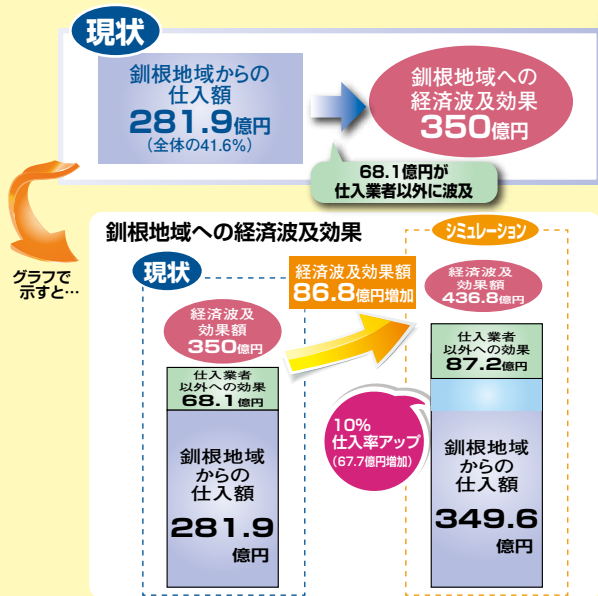 現状
釧根地域からの
仕入額
281.9億円
(全体の41.6%)
釧根地域への
経済波及効果
350億円
68.1億円が
仕入業者以外に波及
グラフで
示すと…
釧根地域への経済波及効果
現状
経済波及
効果額
350億円
仕入業者
以外への効果
68.1億円
釧根地域
からの
仕入額
281.9
億円
経済波及効果額
86.8億円増加
10%
仕入率アップ
(67.7億円増加)
シミュレーション
経済波及
効果額
436.8億円
仕入業者
以外への効果
87.2億円
釧根地域
からの
仕入額
349.6
億円